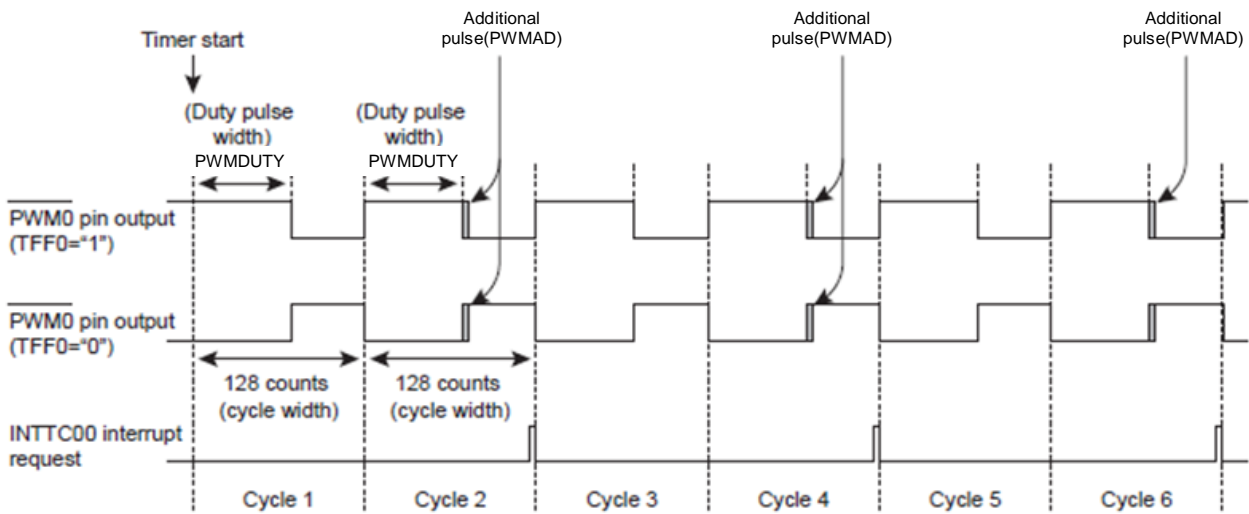 Timer start
Additional
pulse(PWMAD)
Additional
pulse(PWMAD)
Additional
pulse(PWMAD)
(Duty pulse
width)
PWMDUTY
(Duty pulse
width)
PWMDUTY
PWM0 pin output
(TFF0=“1”)
PWM0 pin output
(TFF0=“0”)
128 counts
(cycle width)
128 counts
(cycle width)
INTTC00 interrupt
request
Cycle 1
Cycle 2
Cycle 3
Cycle 4
Cycle 5
Cycle 6